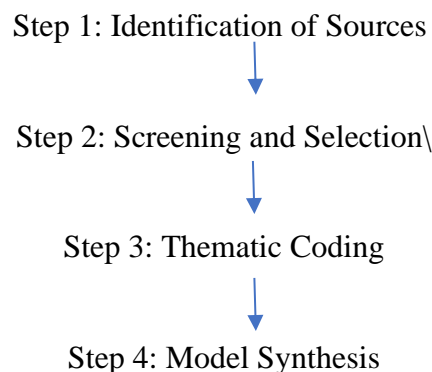 Step 1: Identification of Sources
Step 2: Screening and Selection\
Step 3: Thematic Coding
Step 4: Model Synthesis